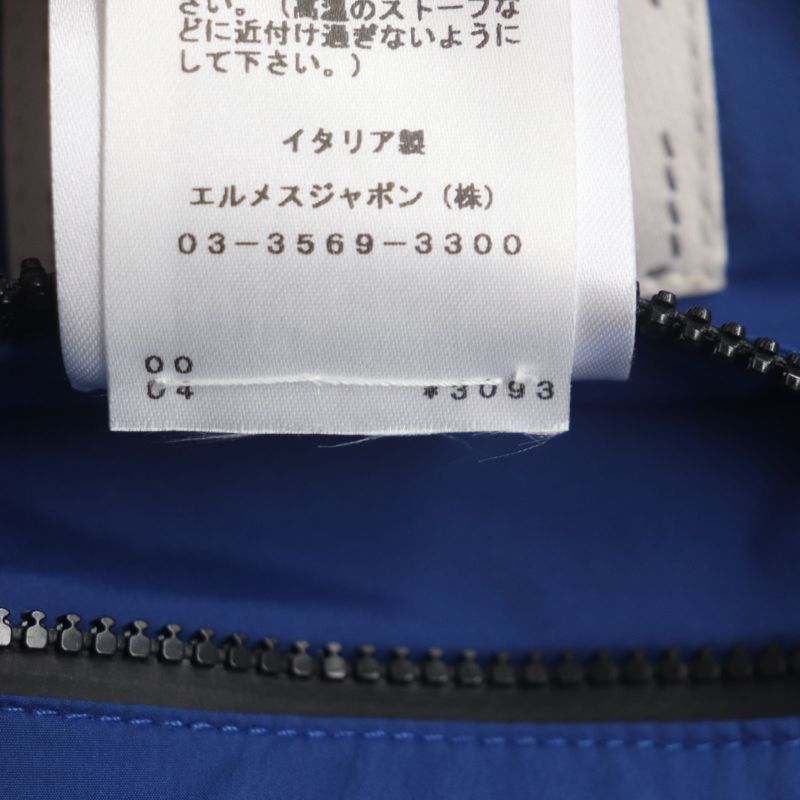 さい。（高温のストーブな
どに近付け過ぎないように
して下さい。）
イタリア製
エルメスジャポン（株）
03-3569-3300
00
04 *3093